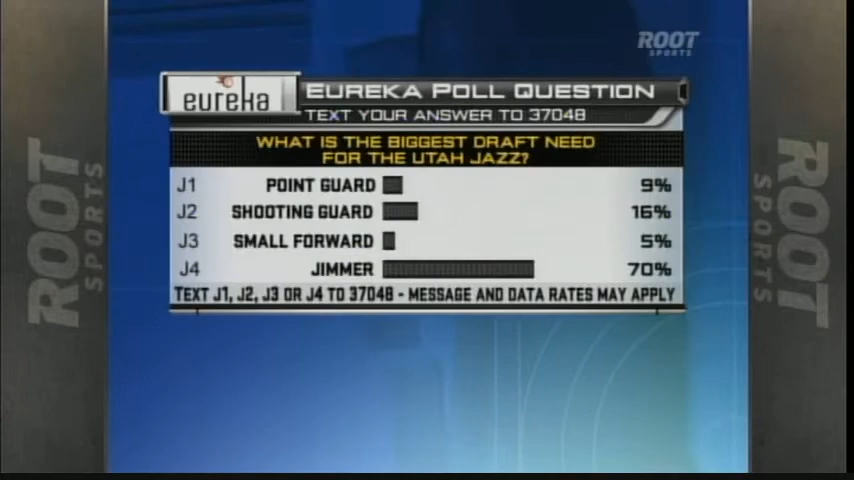 ROOT
SPORTS
eureka
EUREKA POLL QUESTION
TEXT YOUR ANSWER TO 37048
WHAT IS THE BIGGEST DRAFT NEED
FOR THE UTAH JAZZ?
J1 POINT GUARD 9%
J2 SHOOTING GUARD 16%
J3 SMALL FORWARD 5%
J4 JIMMER 70%
TEXT J1, J2, J3 OR J4 TO 37048 - MESSAGE AND DATA RATES MAY APPLY
ROOT
SPORTS
ROOT
SPORTS